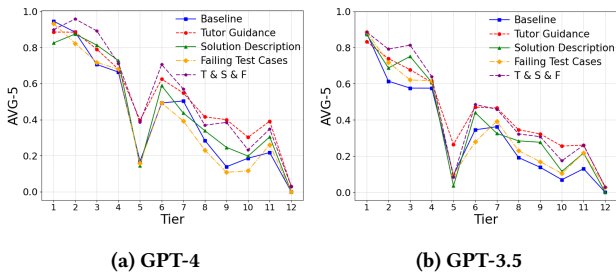 Baseline
Tutor Guidance
Solution Description
Failing Test Cases
T & S & F
AVG-5
1.0
0.8
0.6
0.4
0.2
0.0
1 2 3 4 5 6 7 8 9 10 11 12
Tier
(a) GPT-4
Baseline
Tutor Guidance
Solution Description
Failing Test Cases
T & S & F
AVG-5
1.0
0.8
0.6
0.4
0.2
0.0
1 2 3 4 5 6 7 8 9 10 11 12
Tier
(b) GPT-3.5